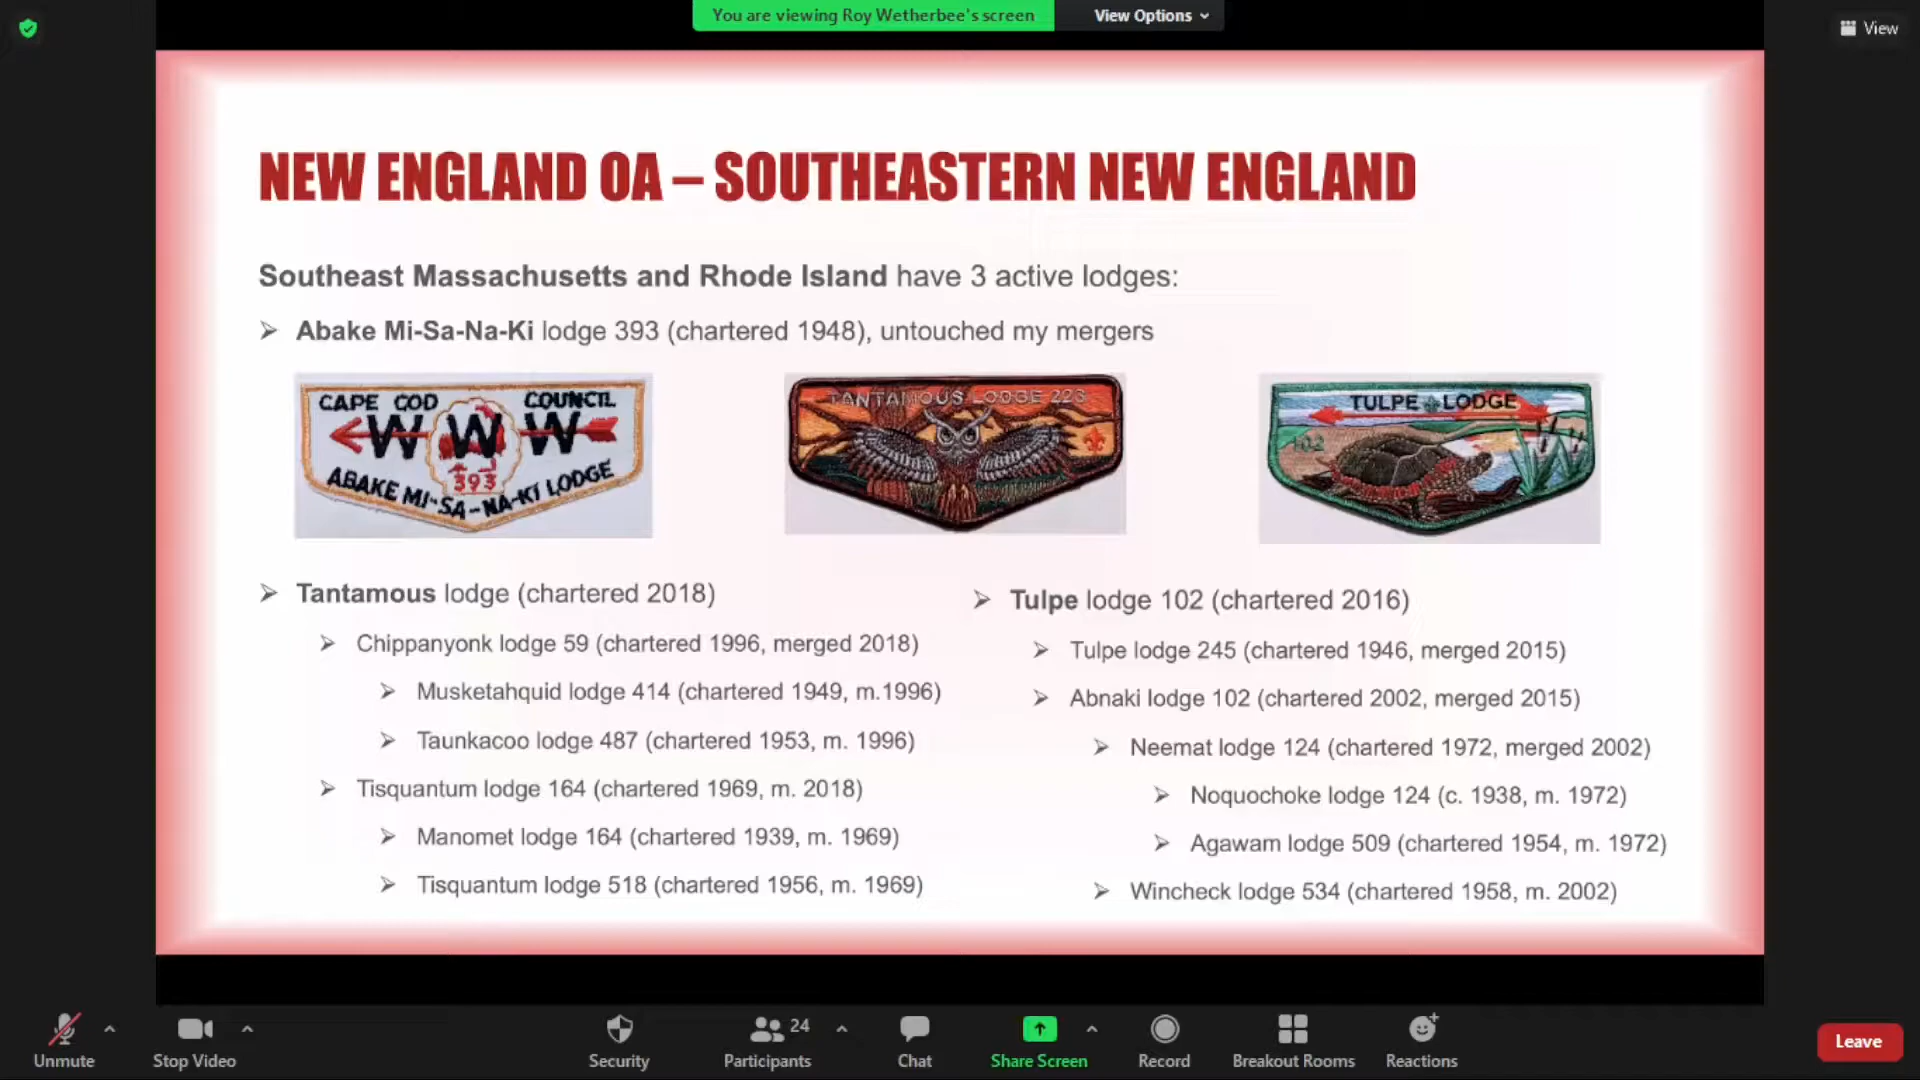 You are viewing Roy Wetherbee's screen
View Options
View
NEW ENGLAND OA – SOUTHEASTERN NEW ENGLAND
Southeast Massachusetts and Rhode Island have 3 active lodges:
Abake Mi-Sa-Na-Ki lodge 393 (chartered 1948), untouched my mergers
CAPE COD COUNCIL
W W W
393
ABAKE MI-SA-NA-KI LODGE
TANTAMOUS LODGE 223
TULPE LODGE
102
Tantamous lodge (chartered 2018)
Chippanyonk lodge 59 (chartered 1996, merged 2018)
Musketahquid lodge 414 (chartered 1949, m.1996)
Taunkacoo lodge 487 (chartered 1953, m. 1996)
Tisquantum lodge 164 (chartered 1969, m. 2018)
Manomet lodge 164 (chartered 1939, m. 1969)
Tisquantum lodge 518 (chartered 1956, m. 1969)
Tulpe lodge 102 (chartered 2016)
Tulpe lodge 245 (chartered 1946, merged 2015)
Abnaki lodge 102 (chartered 2002, merged 2015)
Neemat lodge 124 (chartered 1972, merged 2002)
Noquochoke lodge 124 (c. 1938, m. 1972)
Agawam lodge 509 (chartered 1954, m. 1972)
Wincheck lodge 534 (chartered 1958, m. 2002)
Unmute
Stop Video
Security
24
Participants
Chat
Share Screen
Record
Breakout Rooms
Reactions
Leave